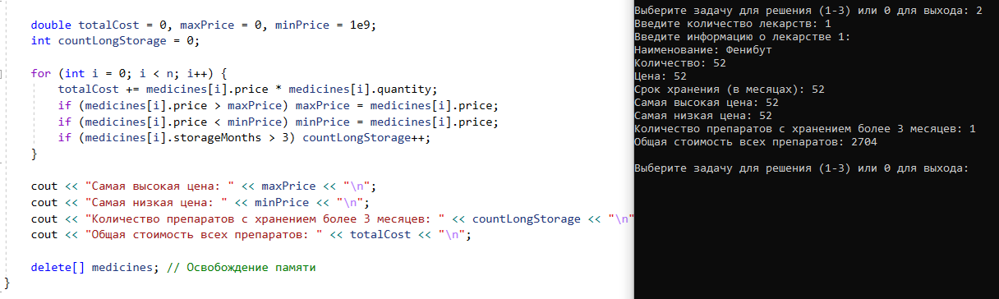 double totalCost = 0, maxPrice = 0, minPrice = 1e9;
int countLongStorage = 0;
for (int i = 0; i < n; i++) {
totalCost += medicines[i].price * medicines[i].quantity;
if (medicines[i].price > maxPrice) maxPrice = medicines[i].price;
if (medicines[i].price < minPrice) minPrice = medicines[i].price;
if (medicines[i].storageMonths > 3) countLongStorage++;
}
cout << "Самая высокая цена: " << maxPrice << "\n";
cout << "Самая низкая цена: " << minPrice << "\n";
cout << "Количество препаратов с хранением более 3 месяцев: " << countLongStorage << "\n"
cout << "Общая стоимость всех препаратов: " << totalCost << "\n";
delete[] medicines; // Освобождение памяти
}
Выберите задачу для решения (1-3) или 0 для выхода: 2
Введите количество лекарств: 1
Введите информацию о лекарстве 1:
Наименование: Фенибут
Количество: 52
Цена: 52
Срок хранения (в месяцах): 52
Самая высокая цена: 52
Самая низкая цена: 52
Количество препаратов с хранением более 3 месяцев: 1
Общая стоимость всех препаратов: 2704
Выберите задачу для решения (1-3) или 0 для выхода: